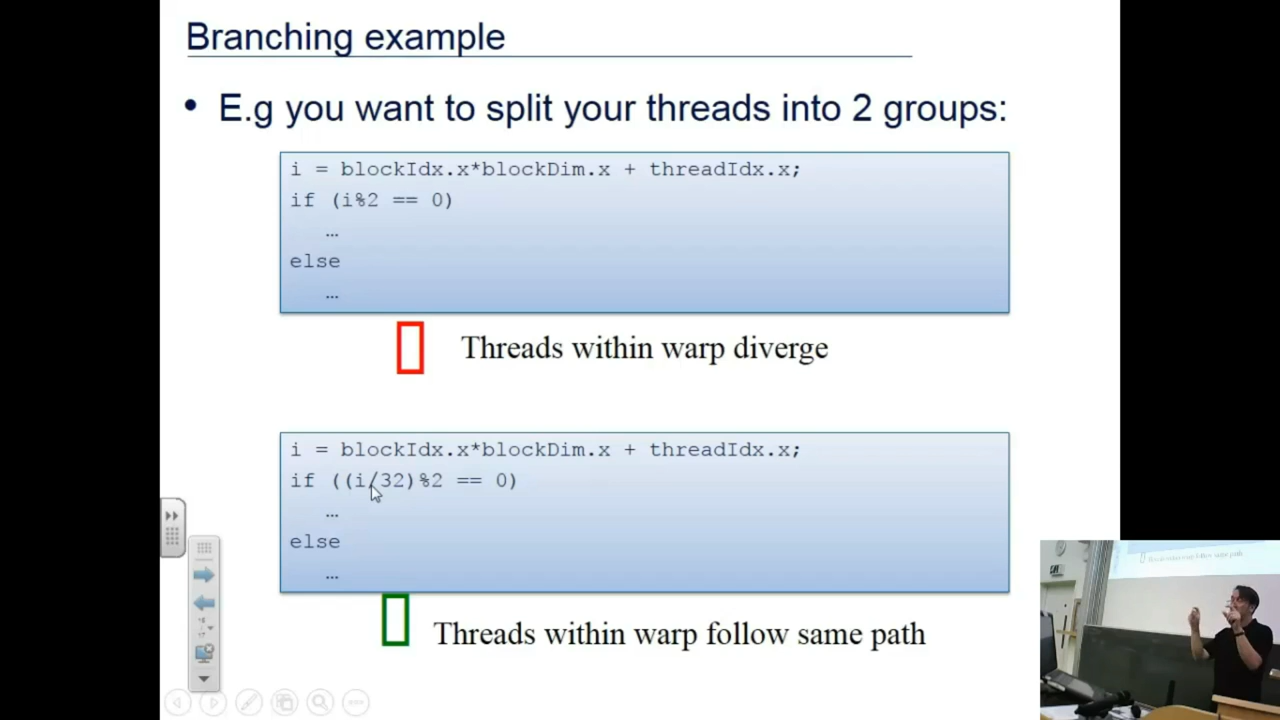 Branching example
• E.g you want to split your threads into 2 groups:
i = blockIdx.x*blockDim.x + threadIdx.x;
if (i%2 == 0)
…
else
…
Threads within warp diverge
i = blockIdx.x*blockDim.x + threadIdx.x;
if ((i/32)%2 == 0)
…
else
…
Threads within warp follow same path